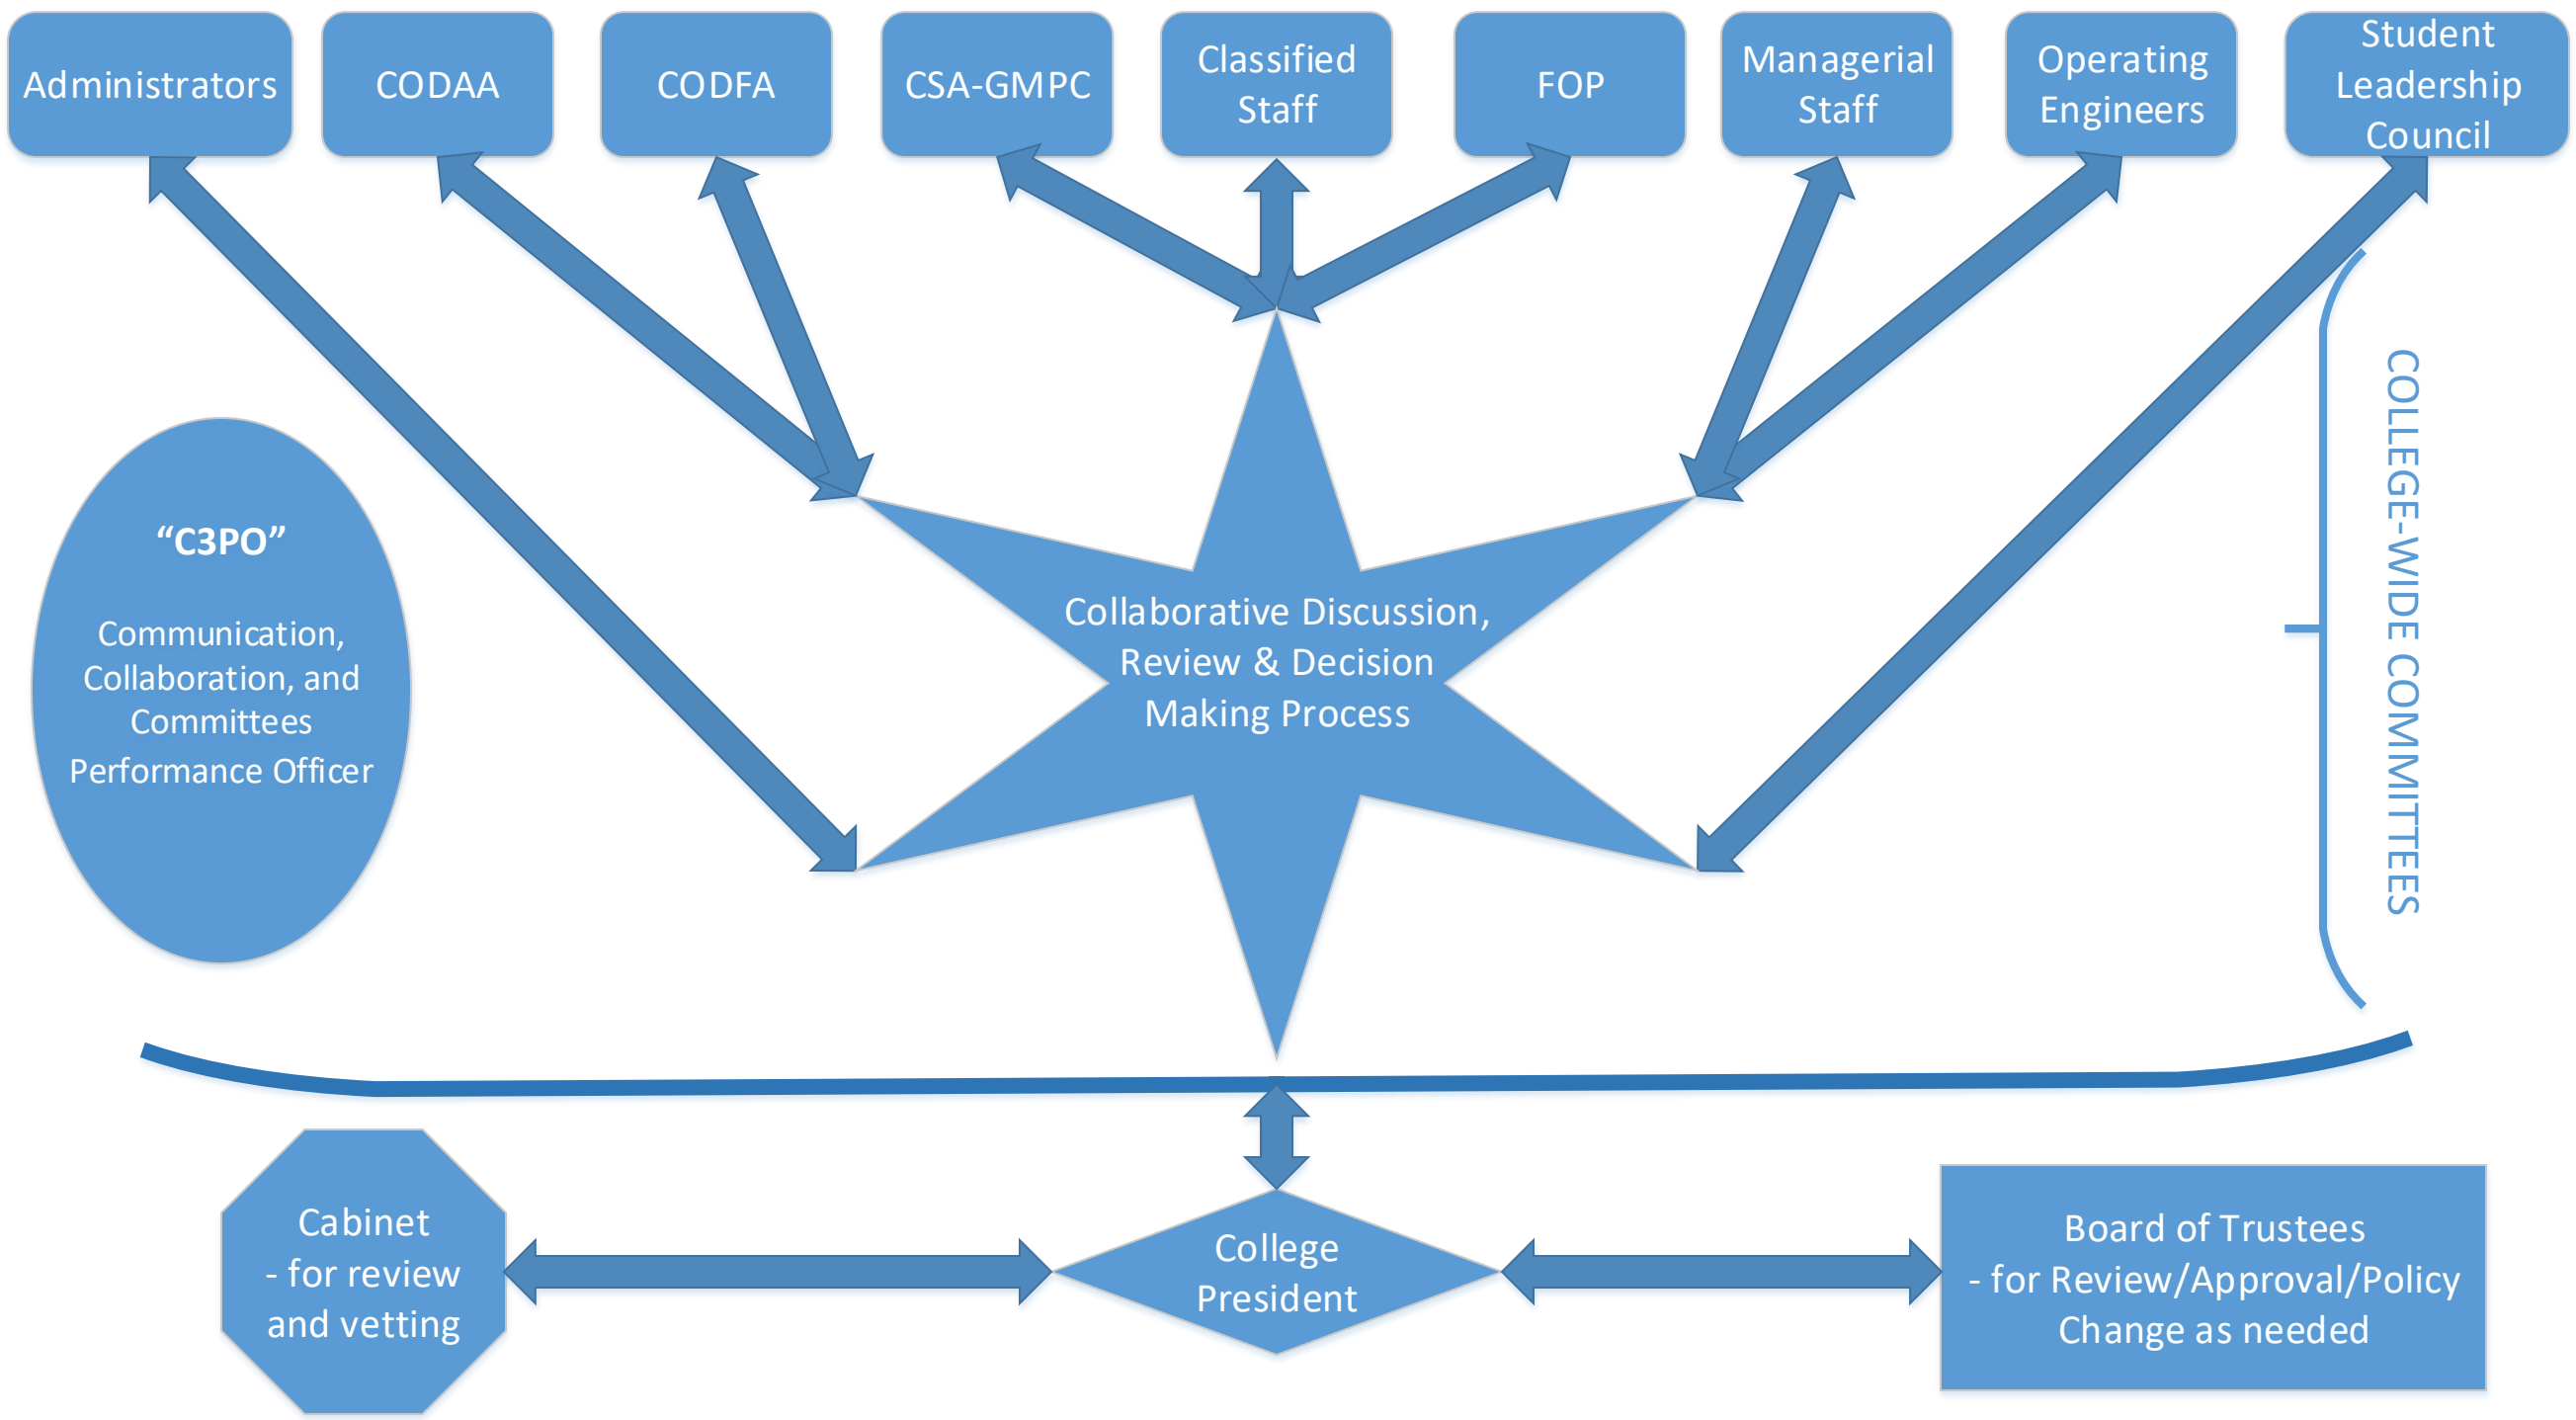 Administrators
CODAA
CODFA
CSA-GMPC
Classified
Staff
FOP
Managerial
Staff
Operating
Engineers
Student
Leadership
Council
“C3PO”
Communication,
Collaboration, and
Committees
Performance Officer
Collaborative Discussion,
Review & Decision
Making Process
COLLEGE-WIDE COMMITTEES
Cabinet
- for review
and vetting
College
President
Board of Trustees
- for Review/Approval/Policy
Change as needed